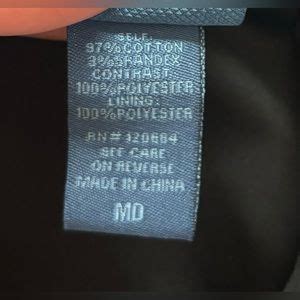 SELF:
97% COTTON
3% SPANDEX
CONTRAST:
100% POLYESTER
LINING:
100% POLYESTER
RN# 120664
SEE CARE
ON REVERSE
MADE IN CHINA
MD